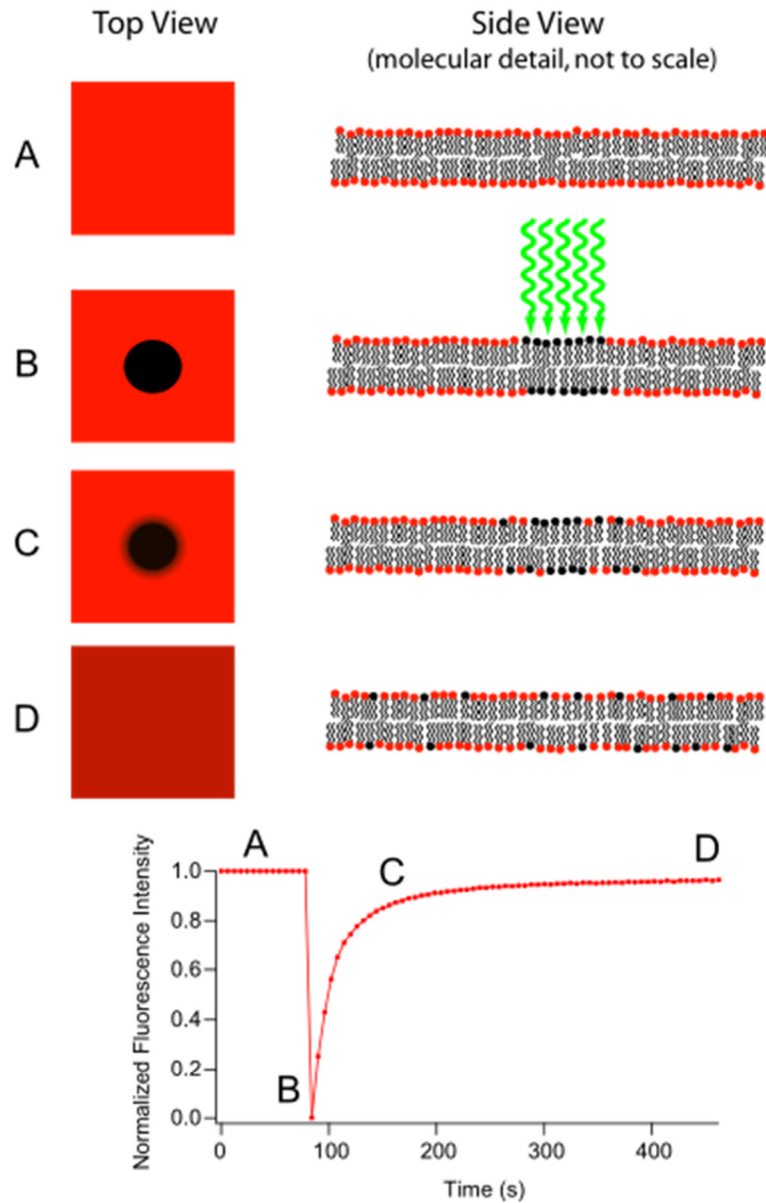 Top View
Side View
(molecular detail, not to scale)
A
B
C
D
A
C
D
B
Normalized Fluorescence Intensity
1.0
0.8
0.6
0.4
0.2
0.0
0
100
200
300
400
Time (s)